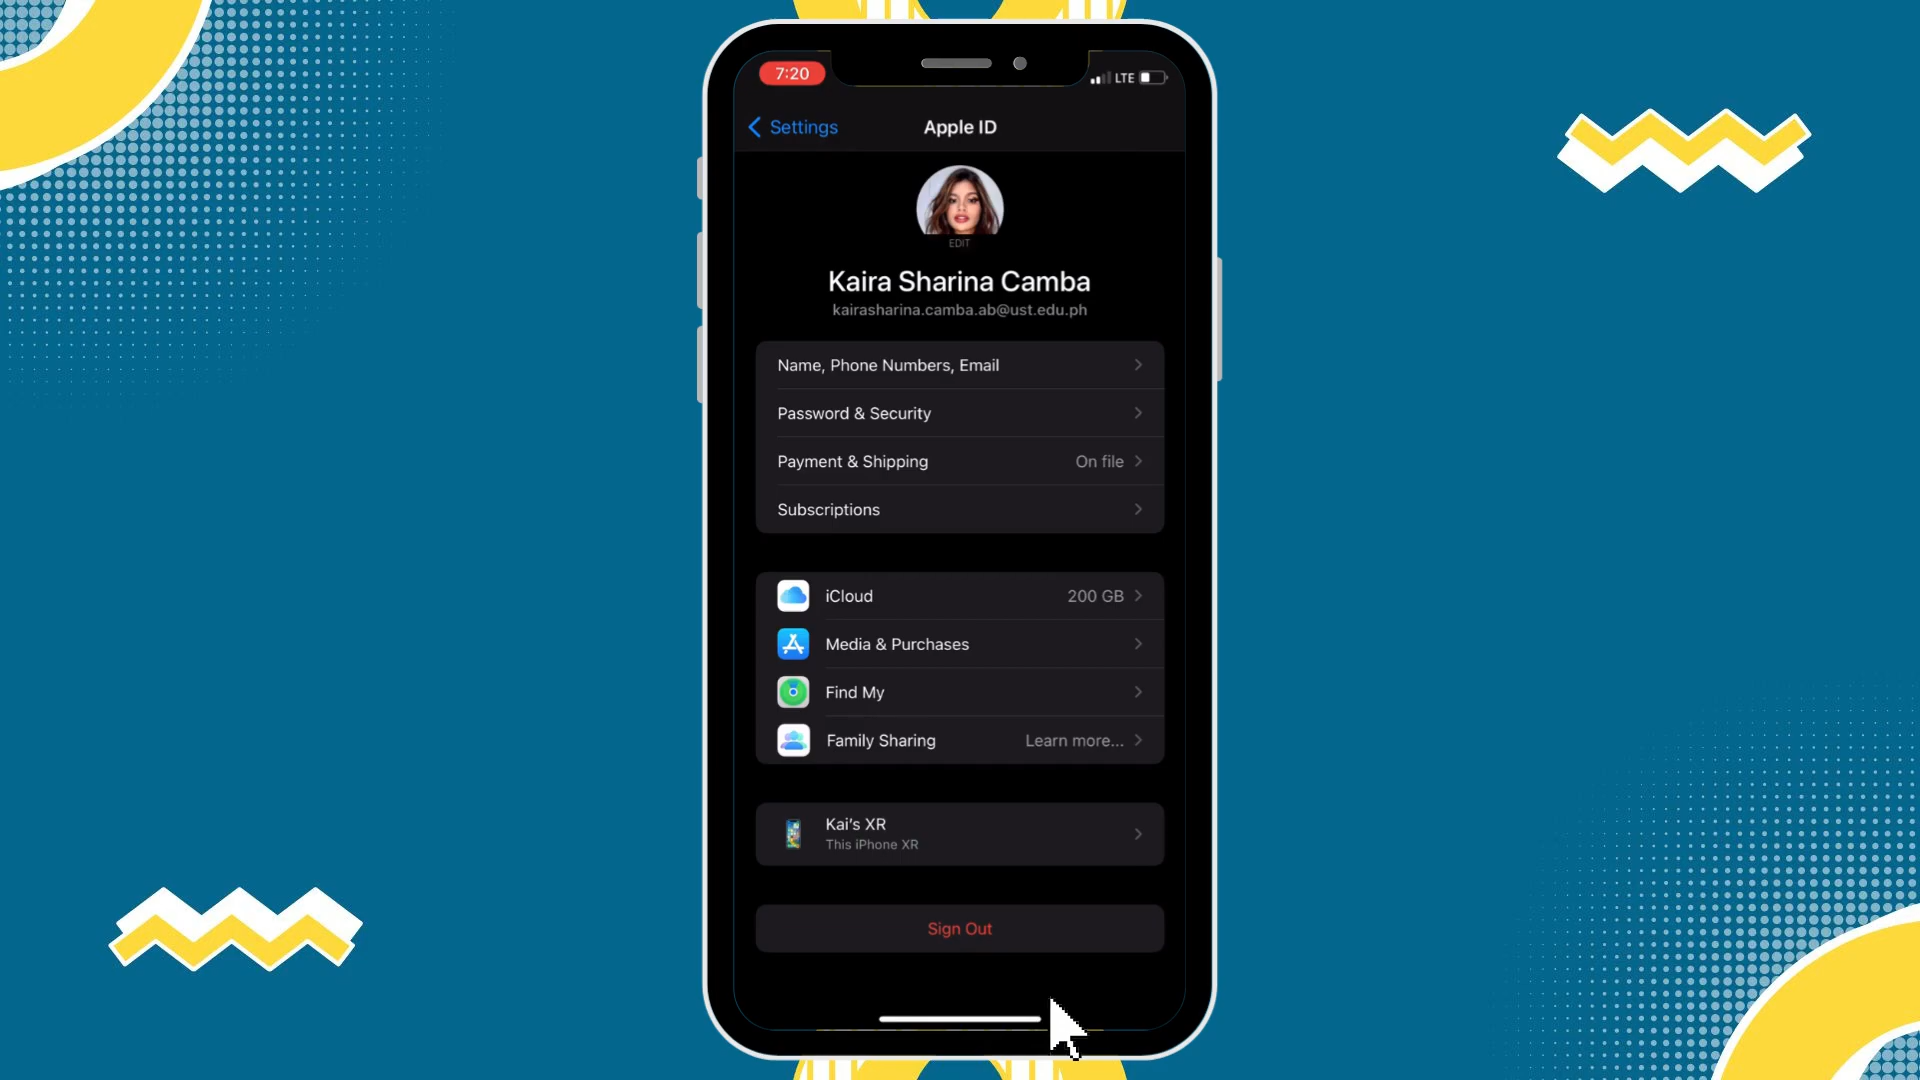 7:20
LTE
Settings
Apple ID
EDIT
Kaira Sharina Camba
kairasharina.camba.ab@ust.edu.ph
Name, Phone Numbers, Email
Password & Security
Payment & Shipping On file
Subscriptions
iCloud 200 GB
Media & Purchases
Find My
Family Sharing Learn more...
Kai's XR
This iPhone XR
Sign Out